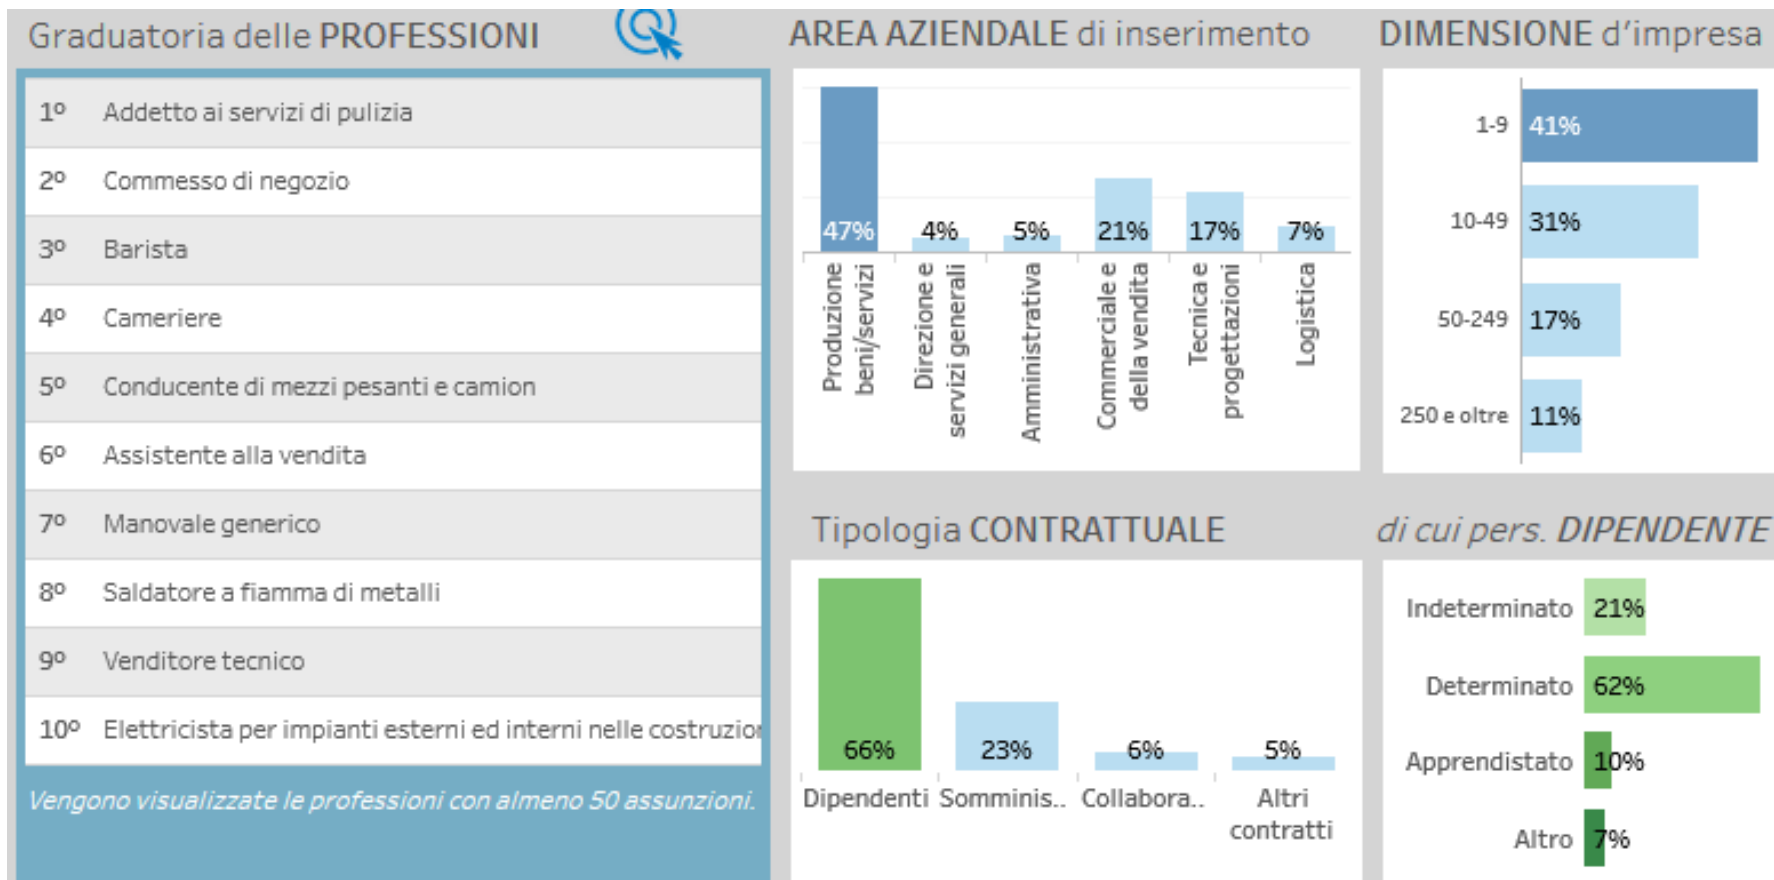 Graduatoria delle PROFESSIONI
1º Addetto ai servizi di pulizia
2º Commesso di negozio
3º Barista
4º Cameriere
5º Conducente di mezzi pesanti e camion
6º Assistente alla vendita
7º Manovale generico
8º Saldatore a fiamma di metalli
9º Venditore tecnico
10º Elettricista per impianti esterni ed interni nelle costruzion
Vengono visualizzate le professioni con almeno 50 assunzioni.
AREA AZIENDALE di inserimento
47% 4% 5% 21% 17% 7%
Produzione
beni/servizi
Direzione e
servizi generali
Amministrativa
Commerciale e
della vendita
Tecnica e
progettazioni
Logistica
DIMENSIONE d'impresa
1-9 41%
10-49 31%
50-249 17%
250 e oltre 11%
Tipologia CONTRATTUALE
66% 23% 6% 5%
Dipendenti Somminis.. Collabora.. Altri
contratti
di cui pers. DIPENDENTE
Indeterminato 21%
Determinato 62%
Apprendistato 10%
Altro 7%